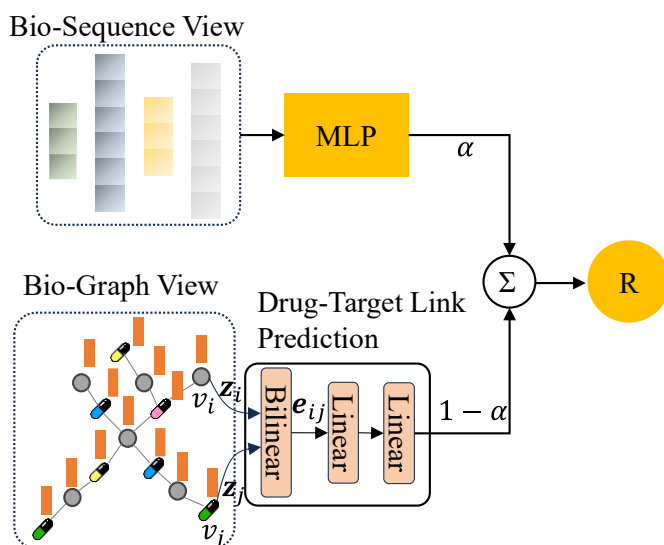 Bio-Sequence View
MLP
α
Σ
R
Bio-Graph View
Drug-Target Link
Prediction
z_i
v_i
Bilinear
e_ij
Linear
Linear
1 − α
z_j
v_j